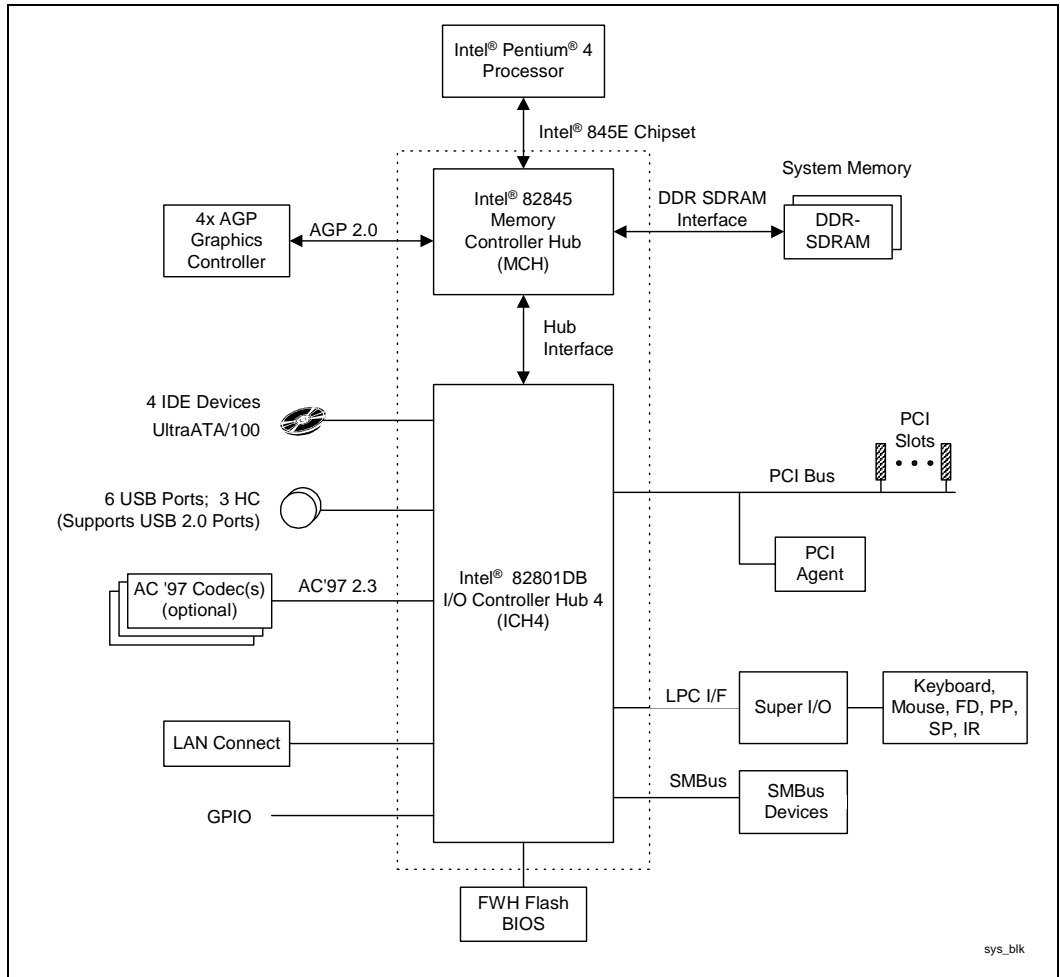 Intel® Pentium® 4
Processor
Intel® 845E Chipset
System Memory
4x AGP
Graphics
Controller
AGP 2.0
Intel® 82845
Memory
Controller Hub
(MCH)
DDR SDRAM
Interface
DDR-
SDRAM
Hub
Interface
4 IDE Devices
UltraATA/100
6 USB Ports; 3 HC
(Supports USB 2.0 Ports)
AC '97 Codec(s)
(optional)
AC'97 2.3
LAN Connect
GPIO
Intel® 82801DB
I/O Controller Hub 4
(ICH4)
PCI
Slots
PCI Bus
PCI
Agent
LPC I/F
Super I/O
Keyboard,
Mouse, FD, PP,
SP, IR
SMBus
SMBus
Devices
FWH Flash
BIOS
sys_blk